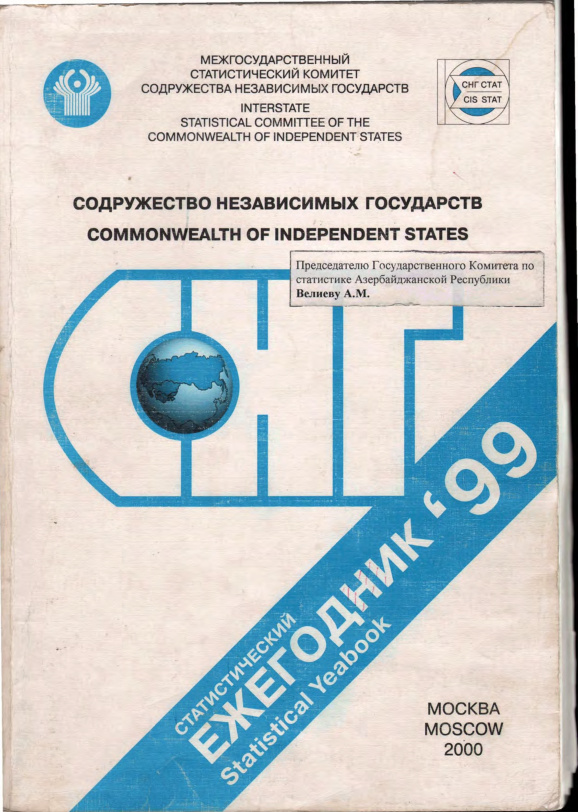 МЕЖГОСУДАРСТВЕННЫЙ
СТАТИСТИЧЕСКИЙ КОМИТЕТ
СОДРУЖЕСТВА НЕЗАВИСИМЫХ ГОСУДАРСТВ
INTERSTATE
STATISTICAL COMMITTEE OF THE
COMMONWEALTH OF INDEPENDENT STATES
СНГ СТАТ
CIS STAT
СОДРУЖЕСТВО НЕЗАВИСИМЫХ ГОСУДАРСТВ
COMMONWEALTH OF INDEPENDENT STATES
Председателю Государственного Комитета по
статистике Азербайджанской Республики
Велиеву А.М.
СНГ
СТАТИСТИЧЕСКИЙ
ЕЖЕГОДНИК '99
Statistical Yeabook
МОСКВА
MOSCOW
2000